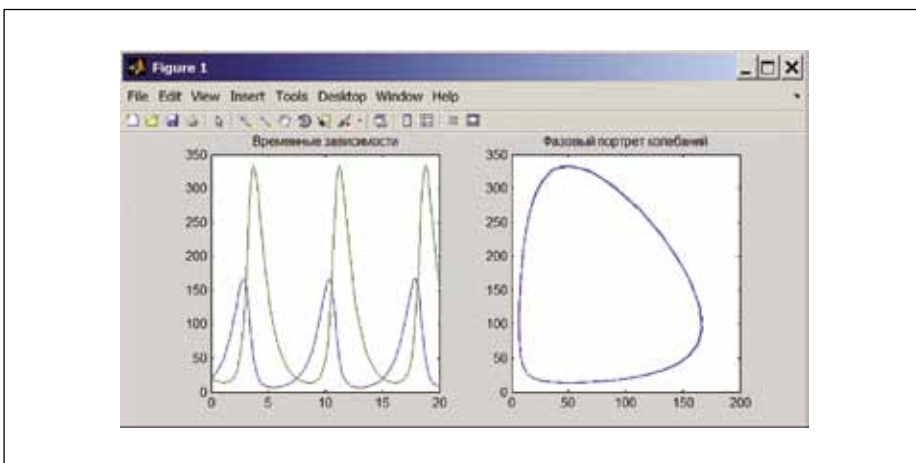 Figure 1
File Edit View Insert Tools Desktop Window Help
Временные зависимости
350
300
250
200
150
100
50
0
0 5 10 15 20
Фазовый портрет колебаний
350
300
250
200
150
100
50
0
0 50 100 150 200